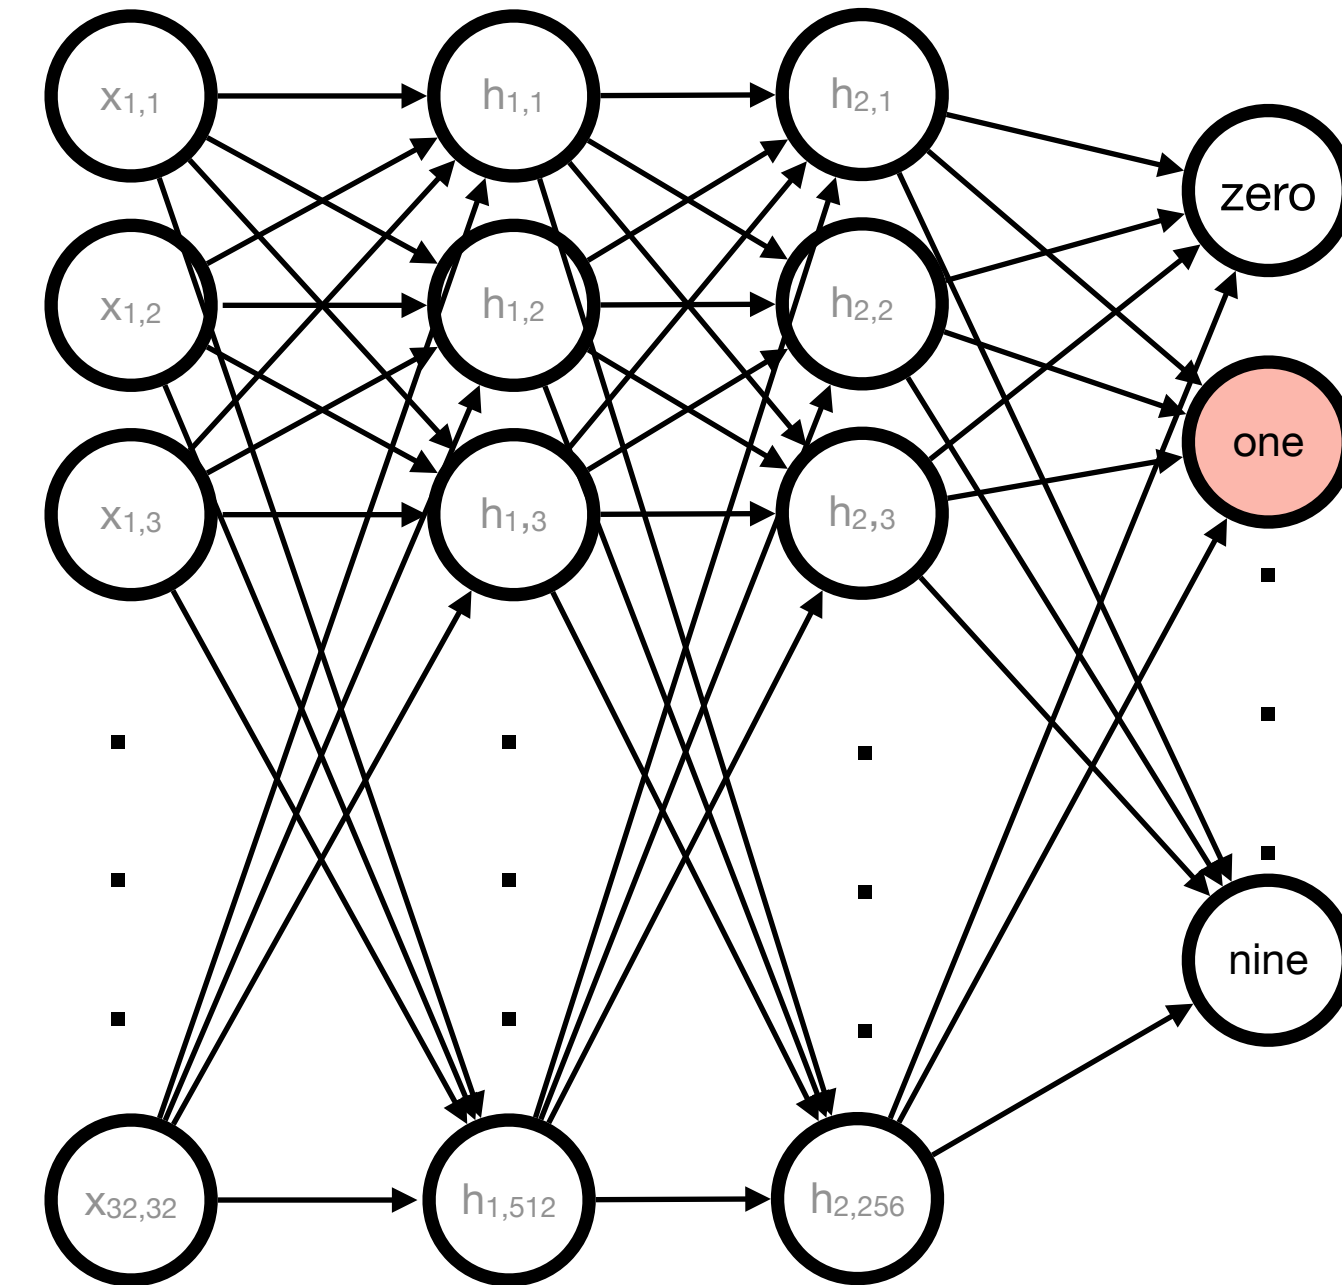 x1,1
h1,1
h2,1
zero
x1,2
h1,2
h2,2
one
x1,3
h1,3
h2,3
nine
x32,32
h1,512
h2,256